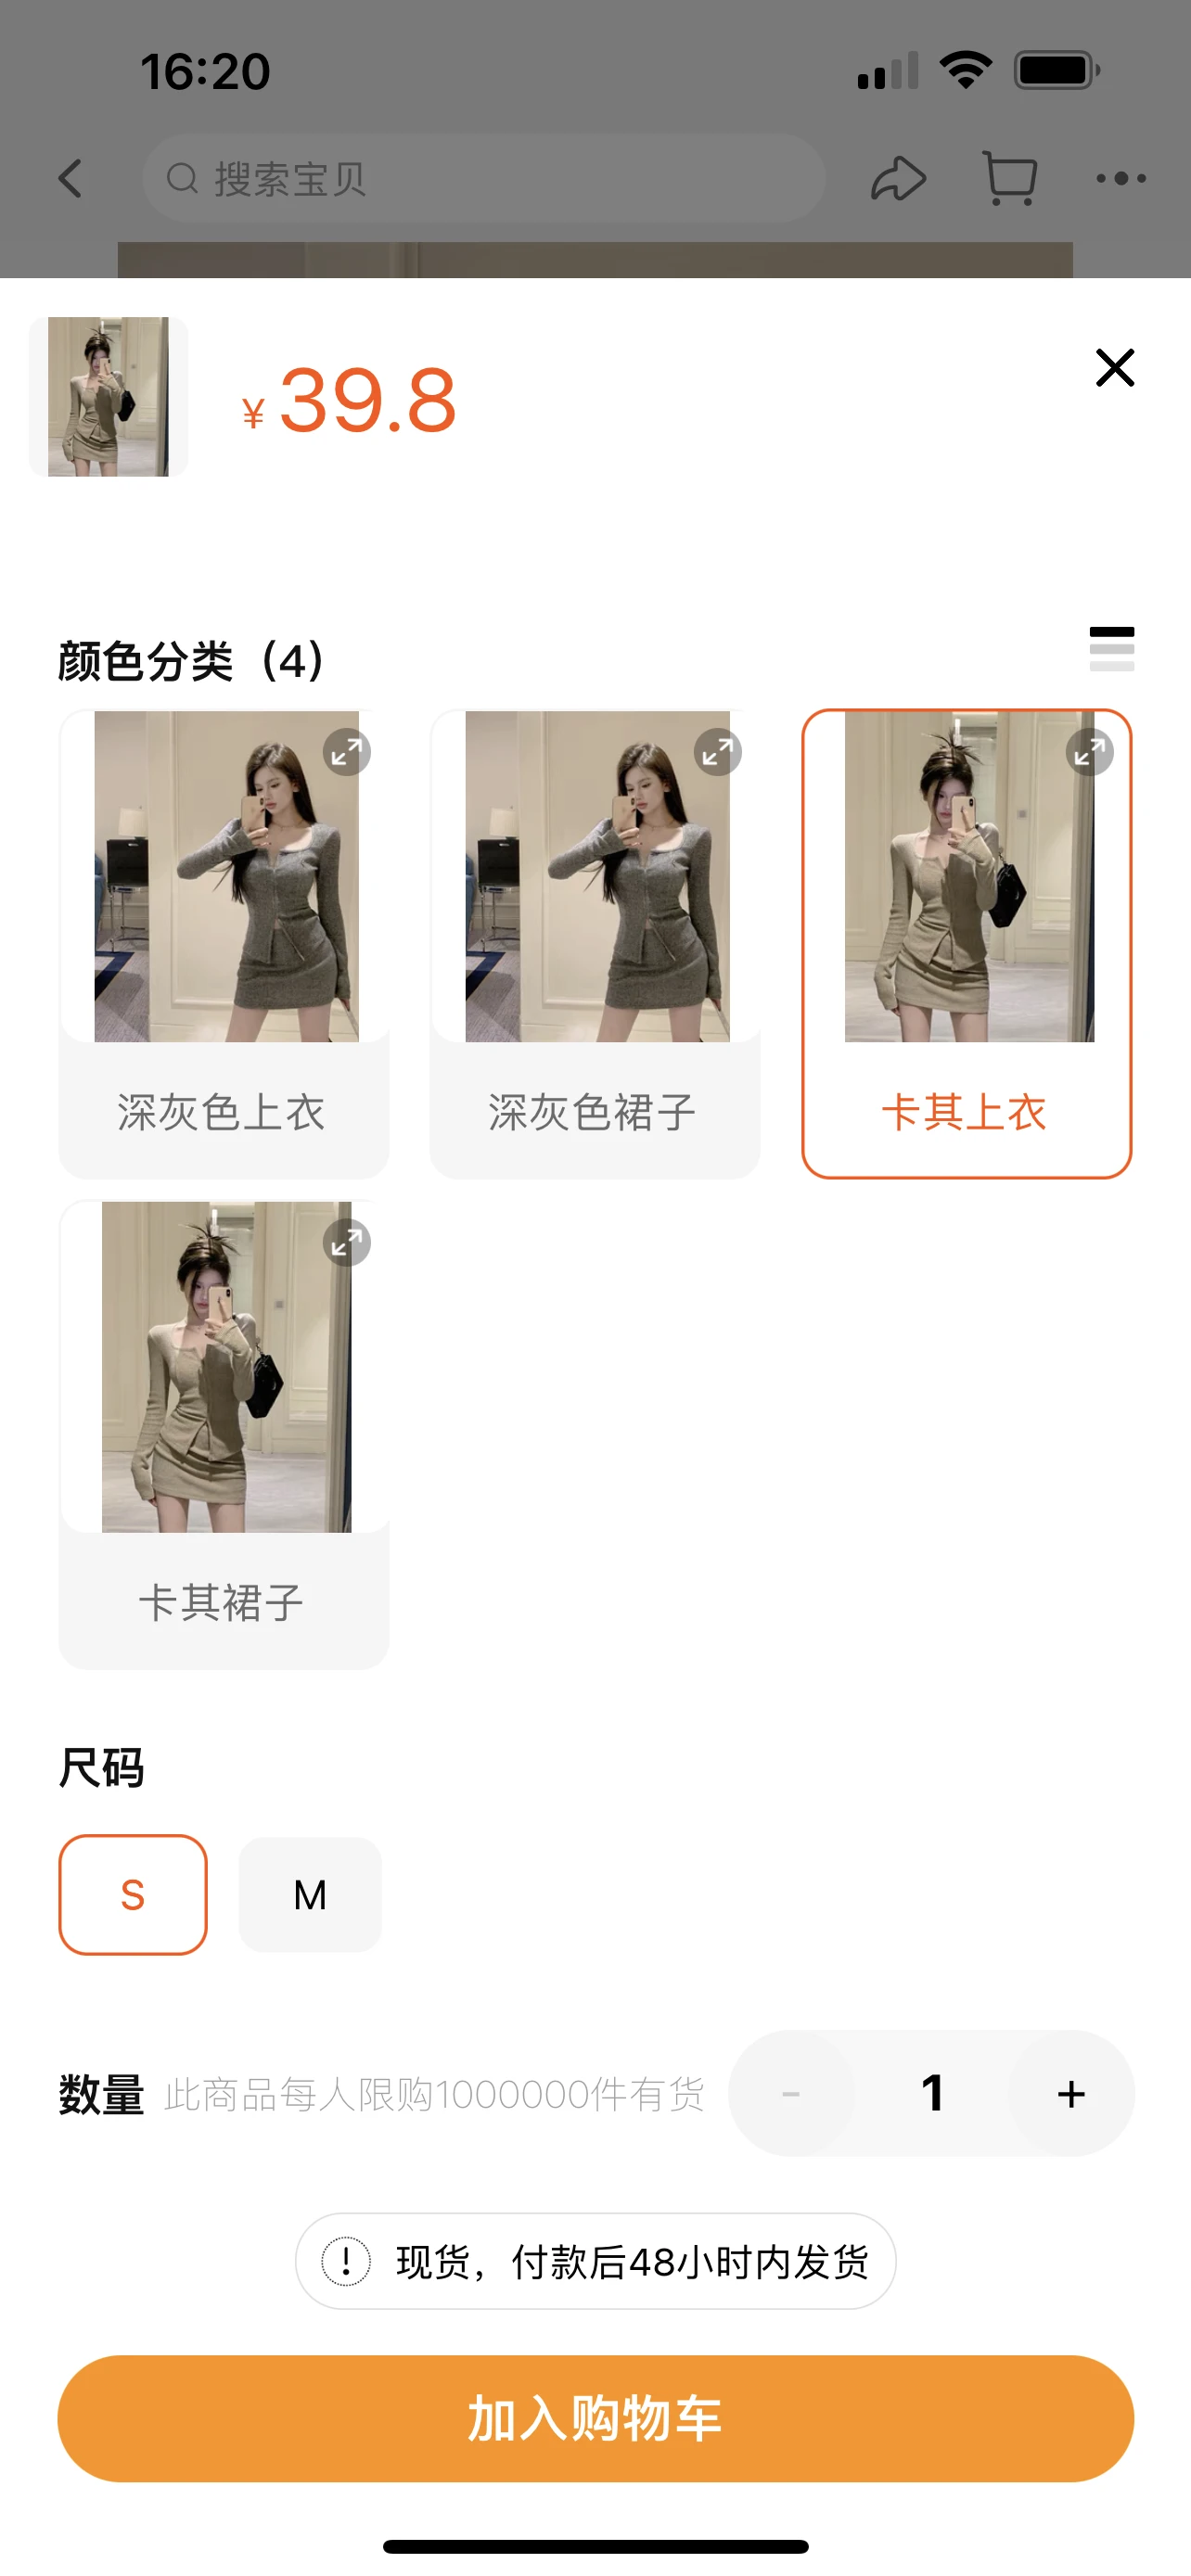 16:20
搜索宝贝
¥ 39.8
颜色分类（4）
深灰色上衣
深灰色裙子
卡其上衣
卡其裙子
尺码
S
M
数量 此商品每人限购1000000件有货 - 1 +
现货，付款后48小时内发货
加入购物车